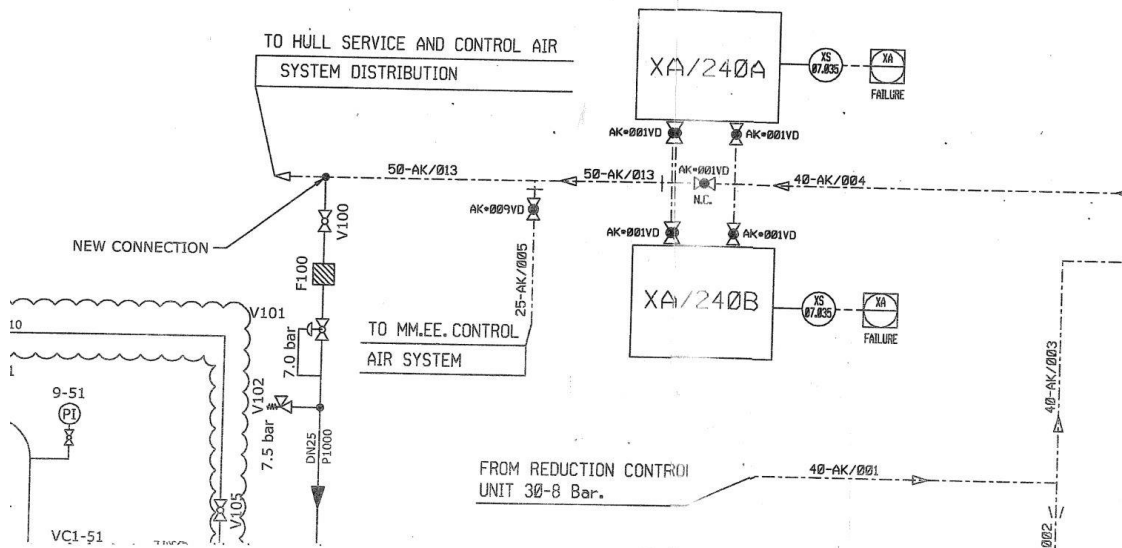 TO HULL SERVICE AND CONTROL AIR
SYSTEM DISTRIBUTION
XA/240A
XS
07.035
XA
FAILURE
AK*001VD
AK*001VD
50-AK/013
50-AK/013
AK*001VD
N.C.
40-AK/004
AK*009VD
V100
NEW CONNECTION
F100
25-AK/005
AK*001VD
AK*001VD
XA/240B
XS
07.035
XA
FAILURE
V101
7.0 bar
TO MM.EE. CONTROL
AIR SYSTEM
10
1
9-51
PI
V102
7.5 bar
DN25
P1000
40-AK/003
FROM REDUCTION CONTROL
UNIT 30-8 Bar.
40-AK/001
V105
VC1-51
002